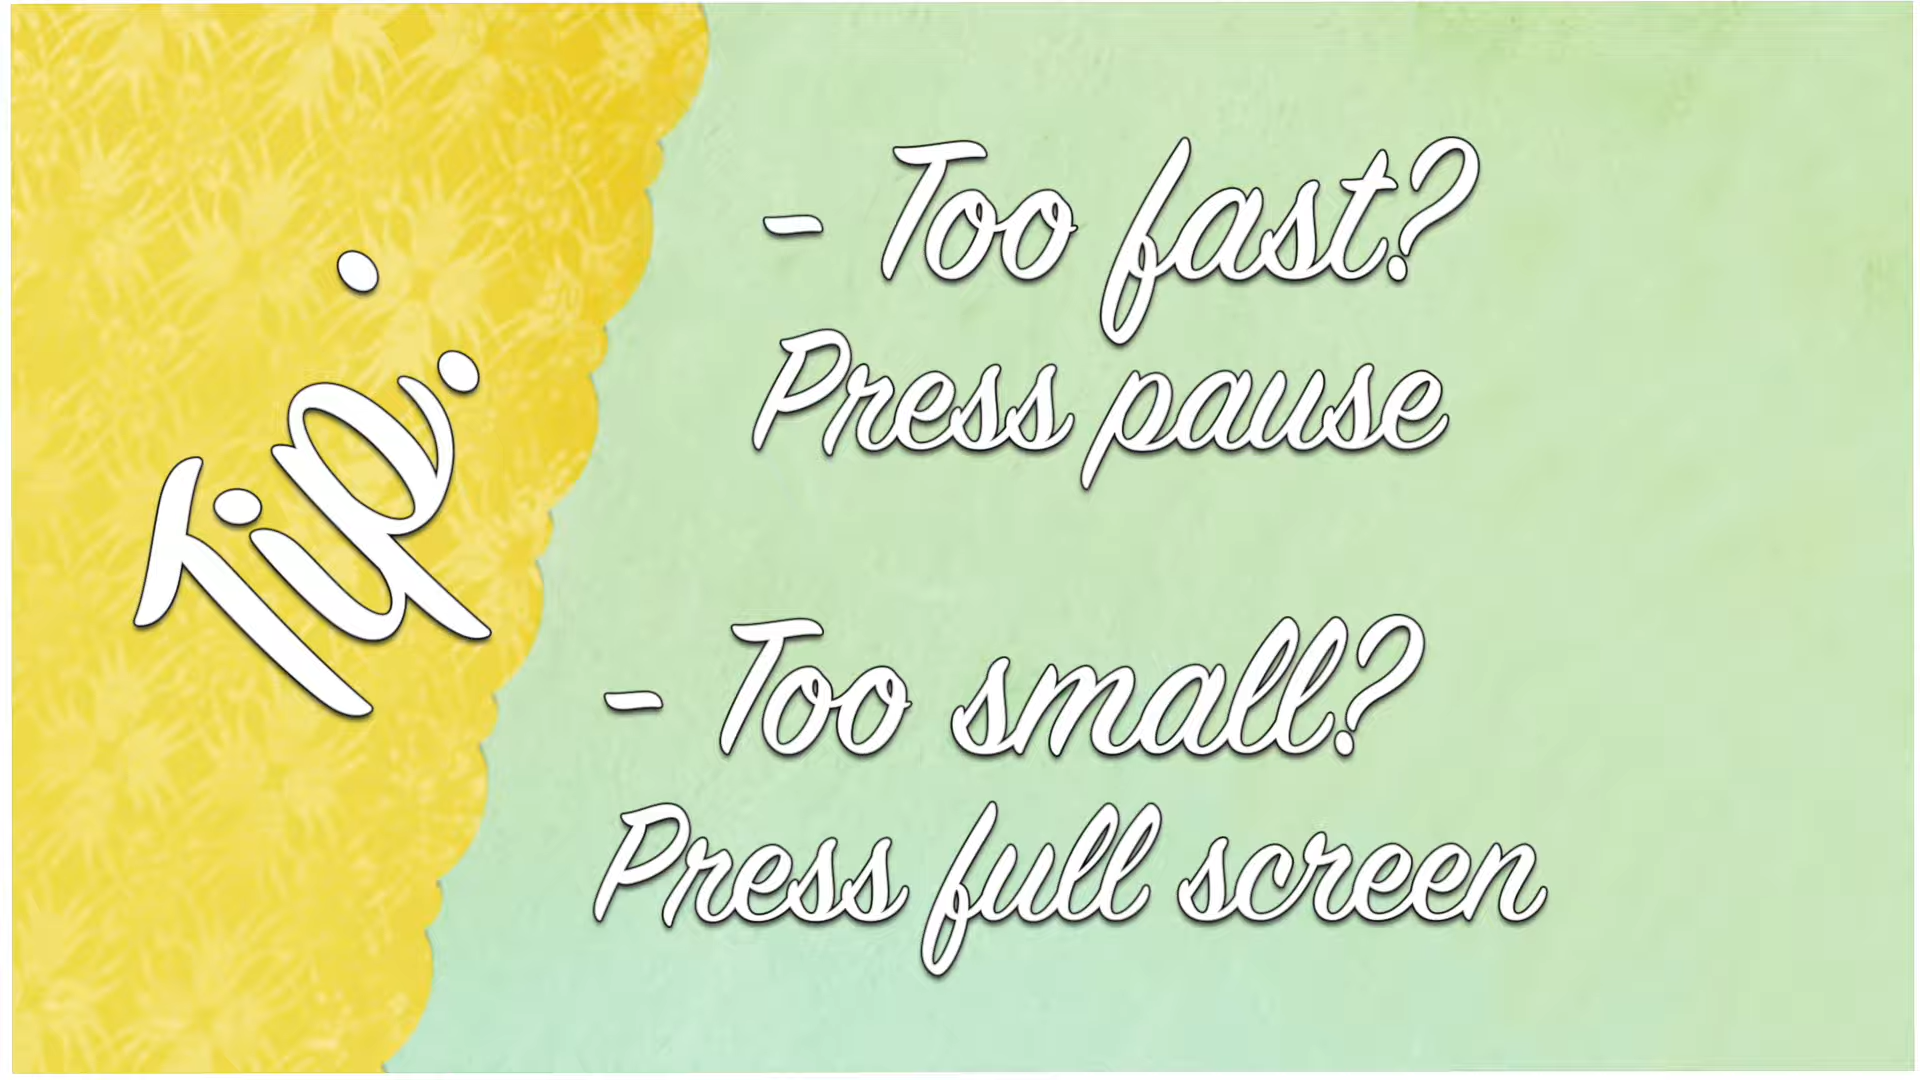 Tip:
- Too fast?
Press pause
- Too small?
Press full screen